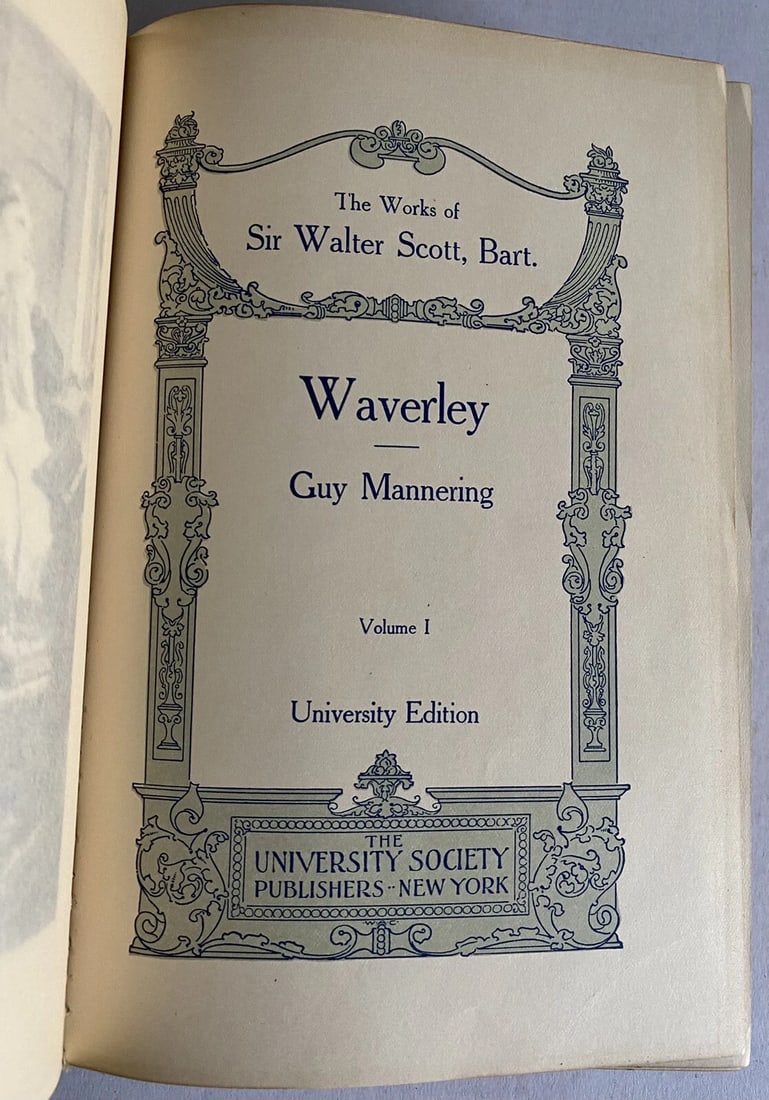 The Works of
Sir Walter Scott, Bart.
Waverley
Guy Mannering
Volume I
University Edition
THE
UNIVERSITY SOCIETY
PUBLISHERS·· NEW YORK